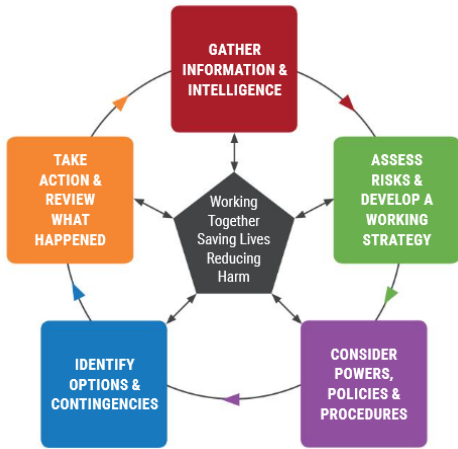 GATHER
INFORMATION &
INTELLIGENCE
ASSESS
RISKS &
DEVELOP A
WORKING
STRATEGY
CONSIDER
POWERS,
POLICIES &
PROCEDURES
IDENTIFY
OPTIONS &
CONTINGENCIES
TAKE
ACTION &
REVIEW
WHAT
HAPPENED
Working
Together
Saving Lives
Reducing
Harm